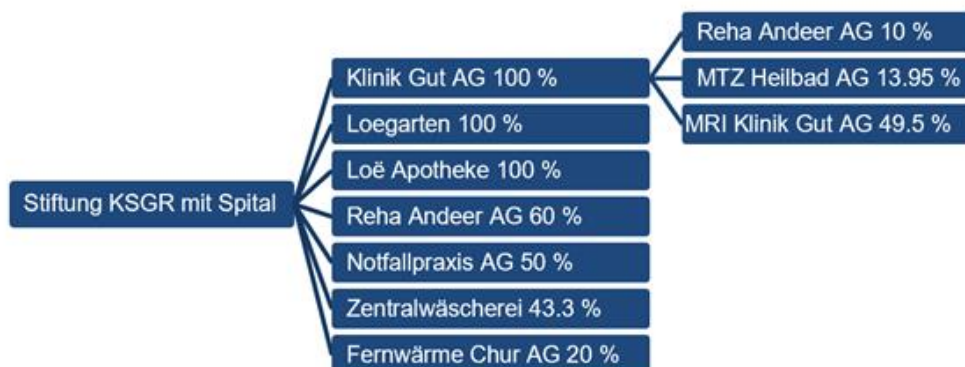 Stiftung KSGR mit Spital
Klinik Gut AG 100 %
Loegarten 100 %
Loë Apotheke 100 %
Reha Andeer AG 60 %
Notfallpraxis AG 50 %
Zentralwäscherei 43.3 %
Fernwärme Chur AG 20 %
Reha Andeer AG 10 %
MTZ Heilbad AG 13.95 %
MRI Klinik Gut AG 49.5 %